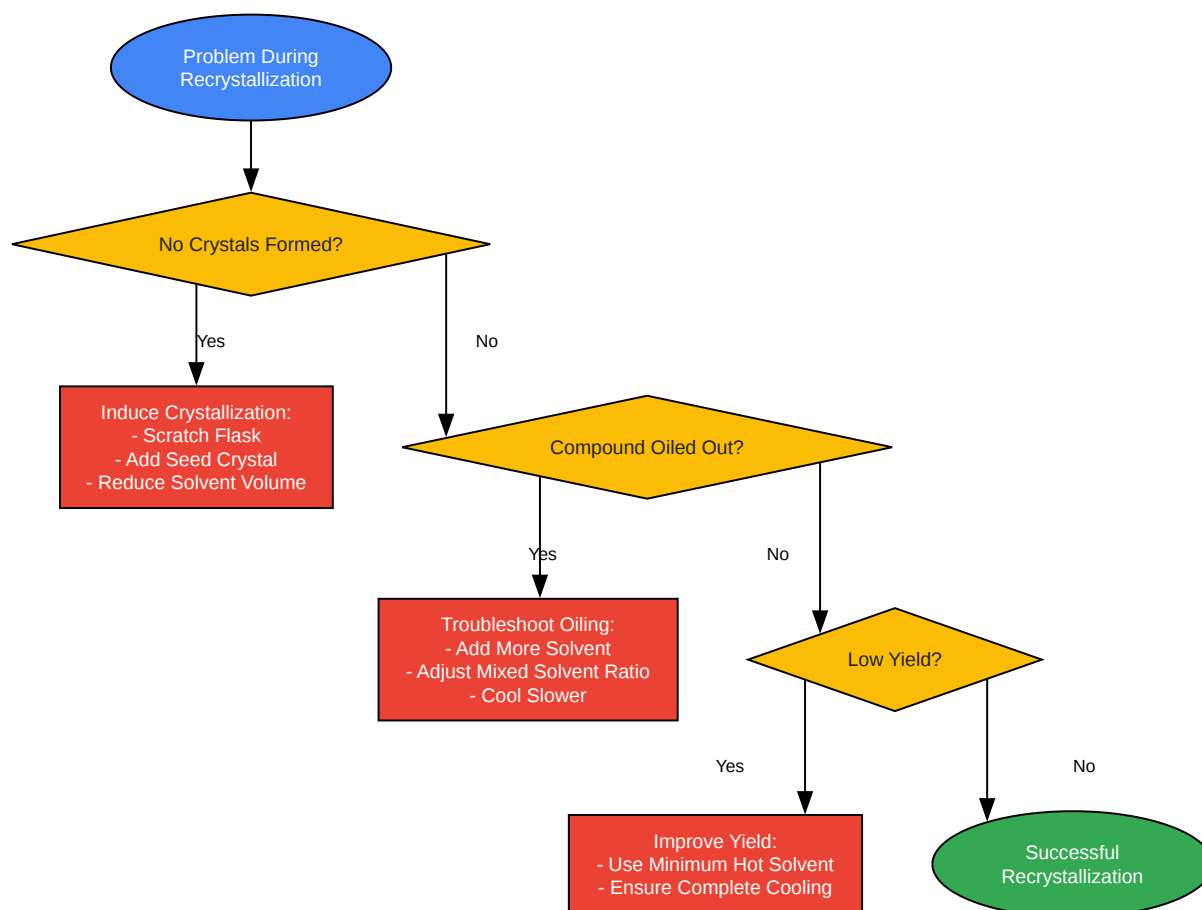 Problem During
Recrystallization
No Crystals Formed?
Yes
No
Induce Crystallization:
- Scratch Flask
- Add Seed Crystal
- Reduce Solvent Volume
Compound Oiled Out?
Yes
No
Troubleshoot Oiling:
- Add More Solvent
- Adjust Mixed Solvent Ratio
- Cool Slower
Low Yield?
Yes
No
Improve Yield:
- Use Minimum Hot Solvent
- Ensure Complete Cooling
Successful
Recrystallization